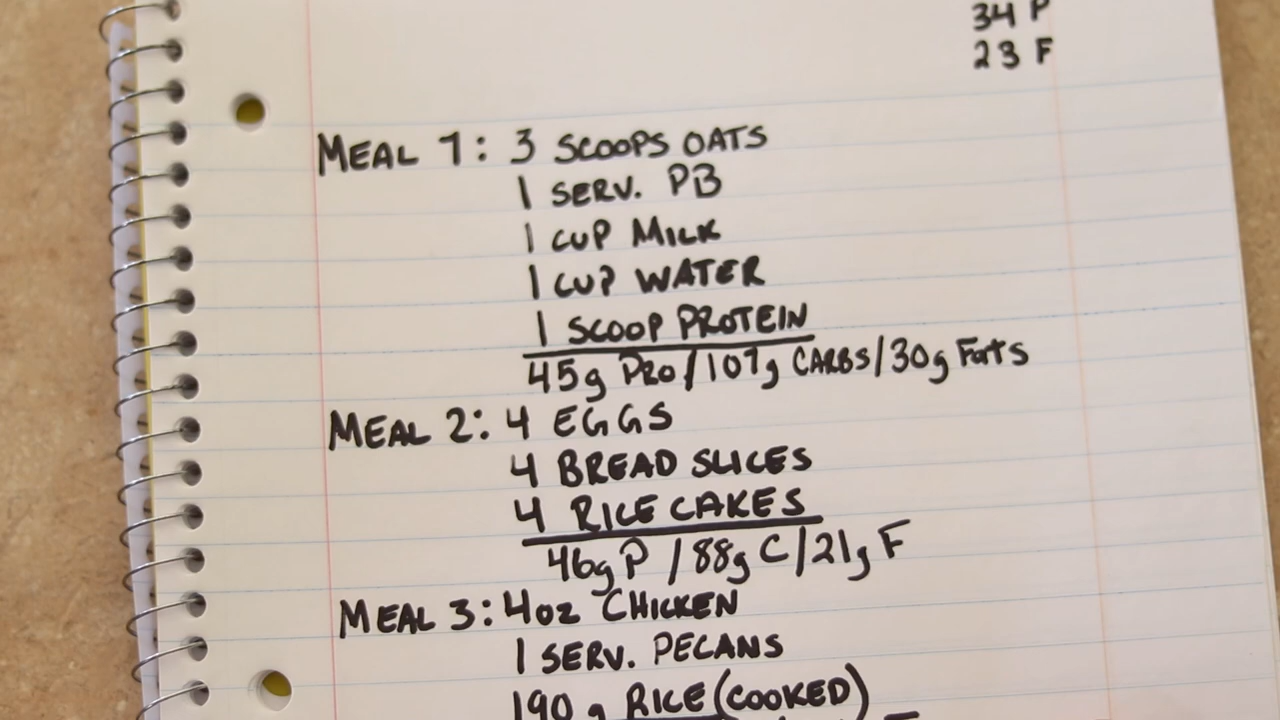 34 P
23 F
MEAL 1: 3 SCOOPS OATS
1 SERV. PB
1 CUP MILK
1 CUP WATER
1 SCOOP PROTEIN
45g PRO/107g CARBS/30g Fats
MEAL 2: 4 EGGS
4 BREAD SLICES
4 RICE CAKES
46g P /88g C/21g F
MEAL 3: 4oz CHICKEN
1 SERV. PECANS
190 g RICE (COOKED)